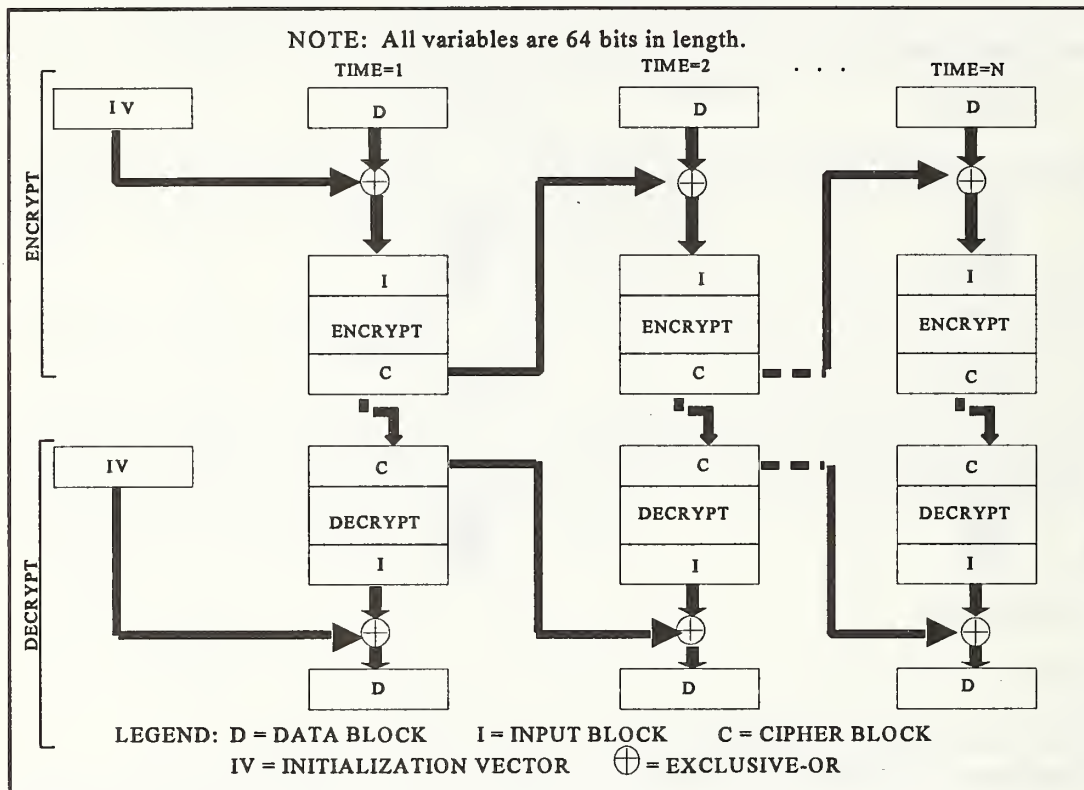 NOTE: All variables are 64 bits in length.
TIME=1 TIME=2 . . . TIME=N
IV D D D
ENCRYPT
I I I
ENCRYPT ENCRYPT ENCRYPT
C C C
IV C C C
DECRYPT
DECRYPT DECRYPT DECRYPT
I I I
D D D
LEGEND: D = DATA BLOCK I = INPUT BLOCK C = CIPHER BLOCK
IV = INITIALIZATION VECTOR ⊕ = EXCLUSIVE-OR